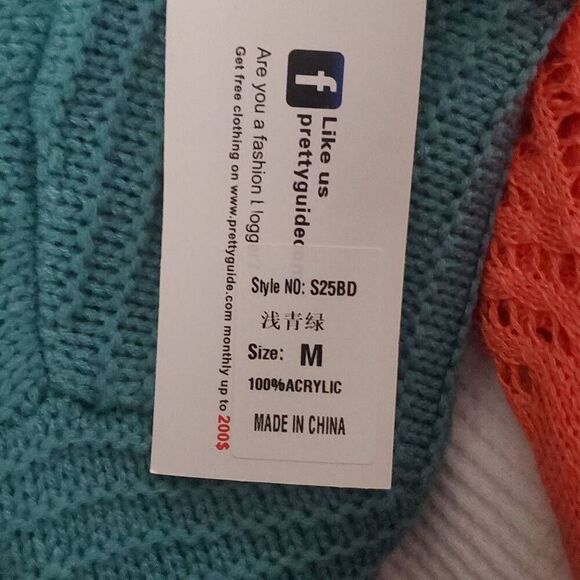 f
Like us
prettyguide
Are you a fashion
Get free clothing on www.prettyguide.com monthly up to 200$
Style NO: S25BD
浅青绿
Size: M
100%ACRYLIC
MADE IN CHINA